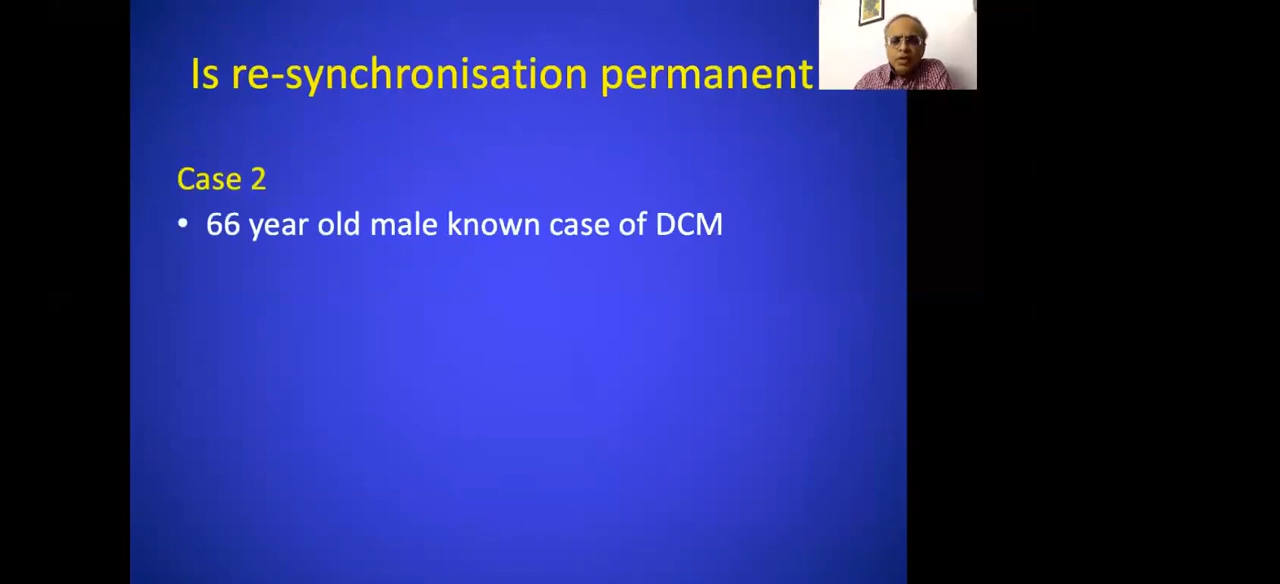 Is re-synchronisation permanent
Case 2
• 66 year old male known case of DCM